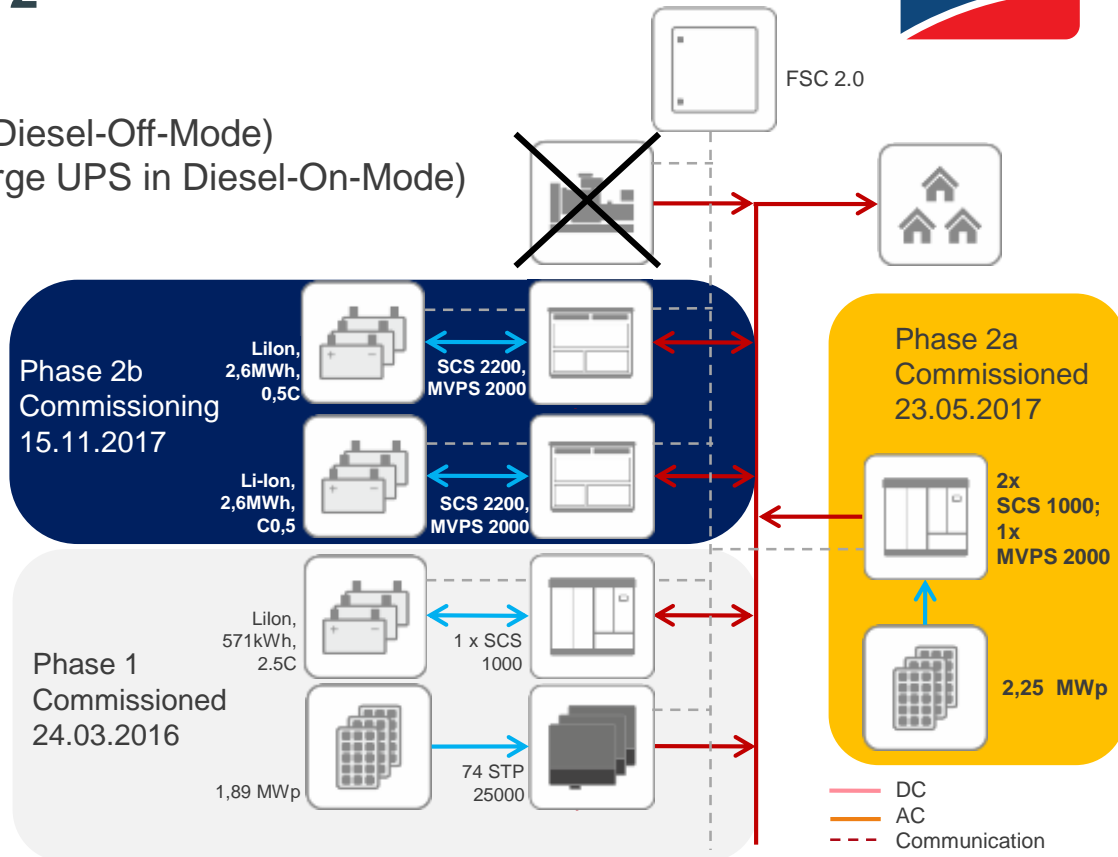 2
FSC 2.0
Diesel-Off-Mode)
rge UPS in Diesel-On-Mode)
Phase 2b
Commissioning
15.11.2017
LiIon,
2,6MWh,
0,5C
SCS 2200,
MVPS 2000
Li-Ion,
2,6MWh,
C0,5
SCS 2200,
MVPS 2000
Phase 2a
Commissioned
23.05.2017
2x
SCS 1000;
1x
MVPS 2000
2,25 MWp
Phase 1
Commissioned
24.03.2016
LiIon,
571kWh,
2.5C
1 x SCS
1000
1,89 MWp
74 STP
25000
DC
AC
Communication